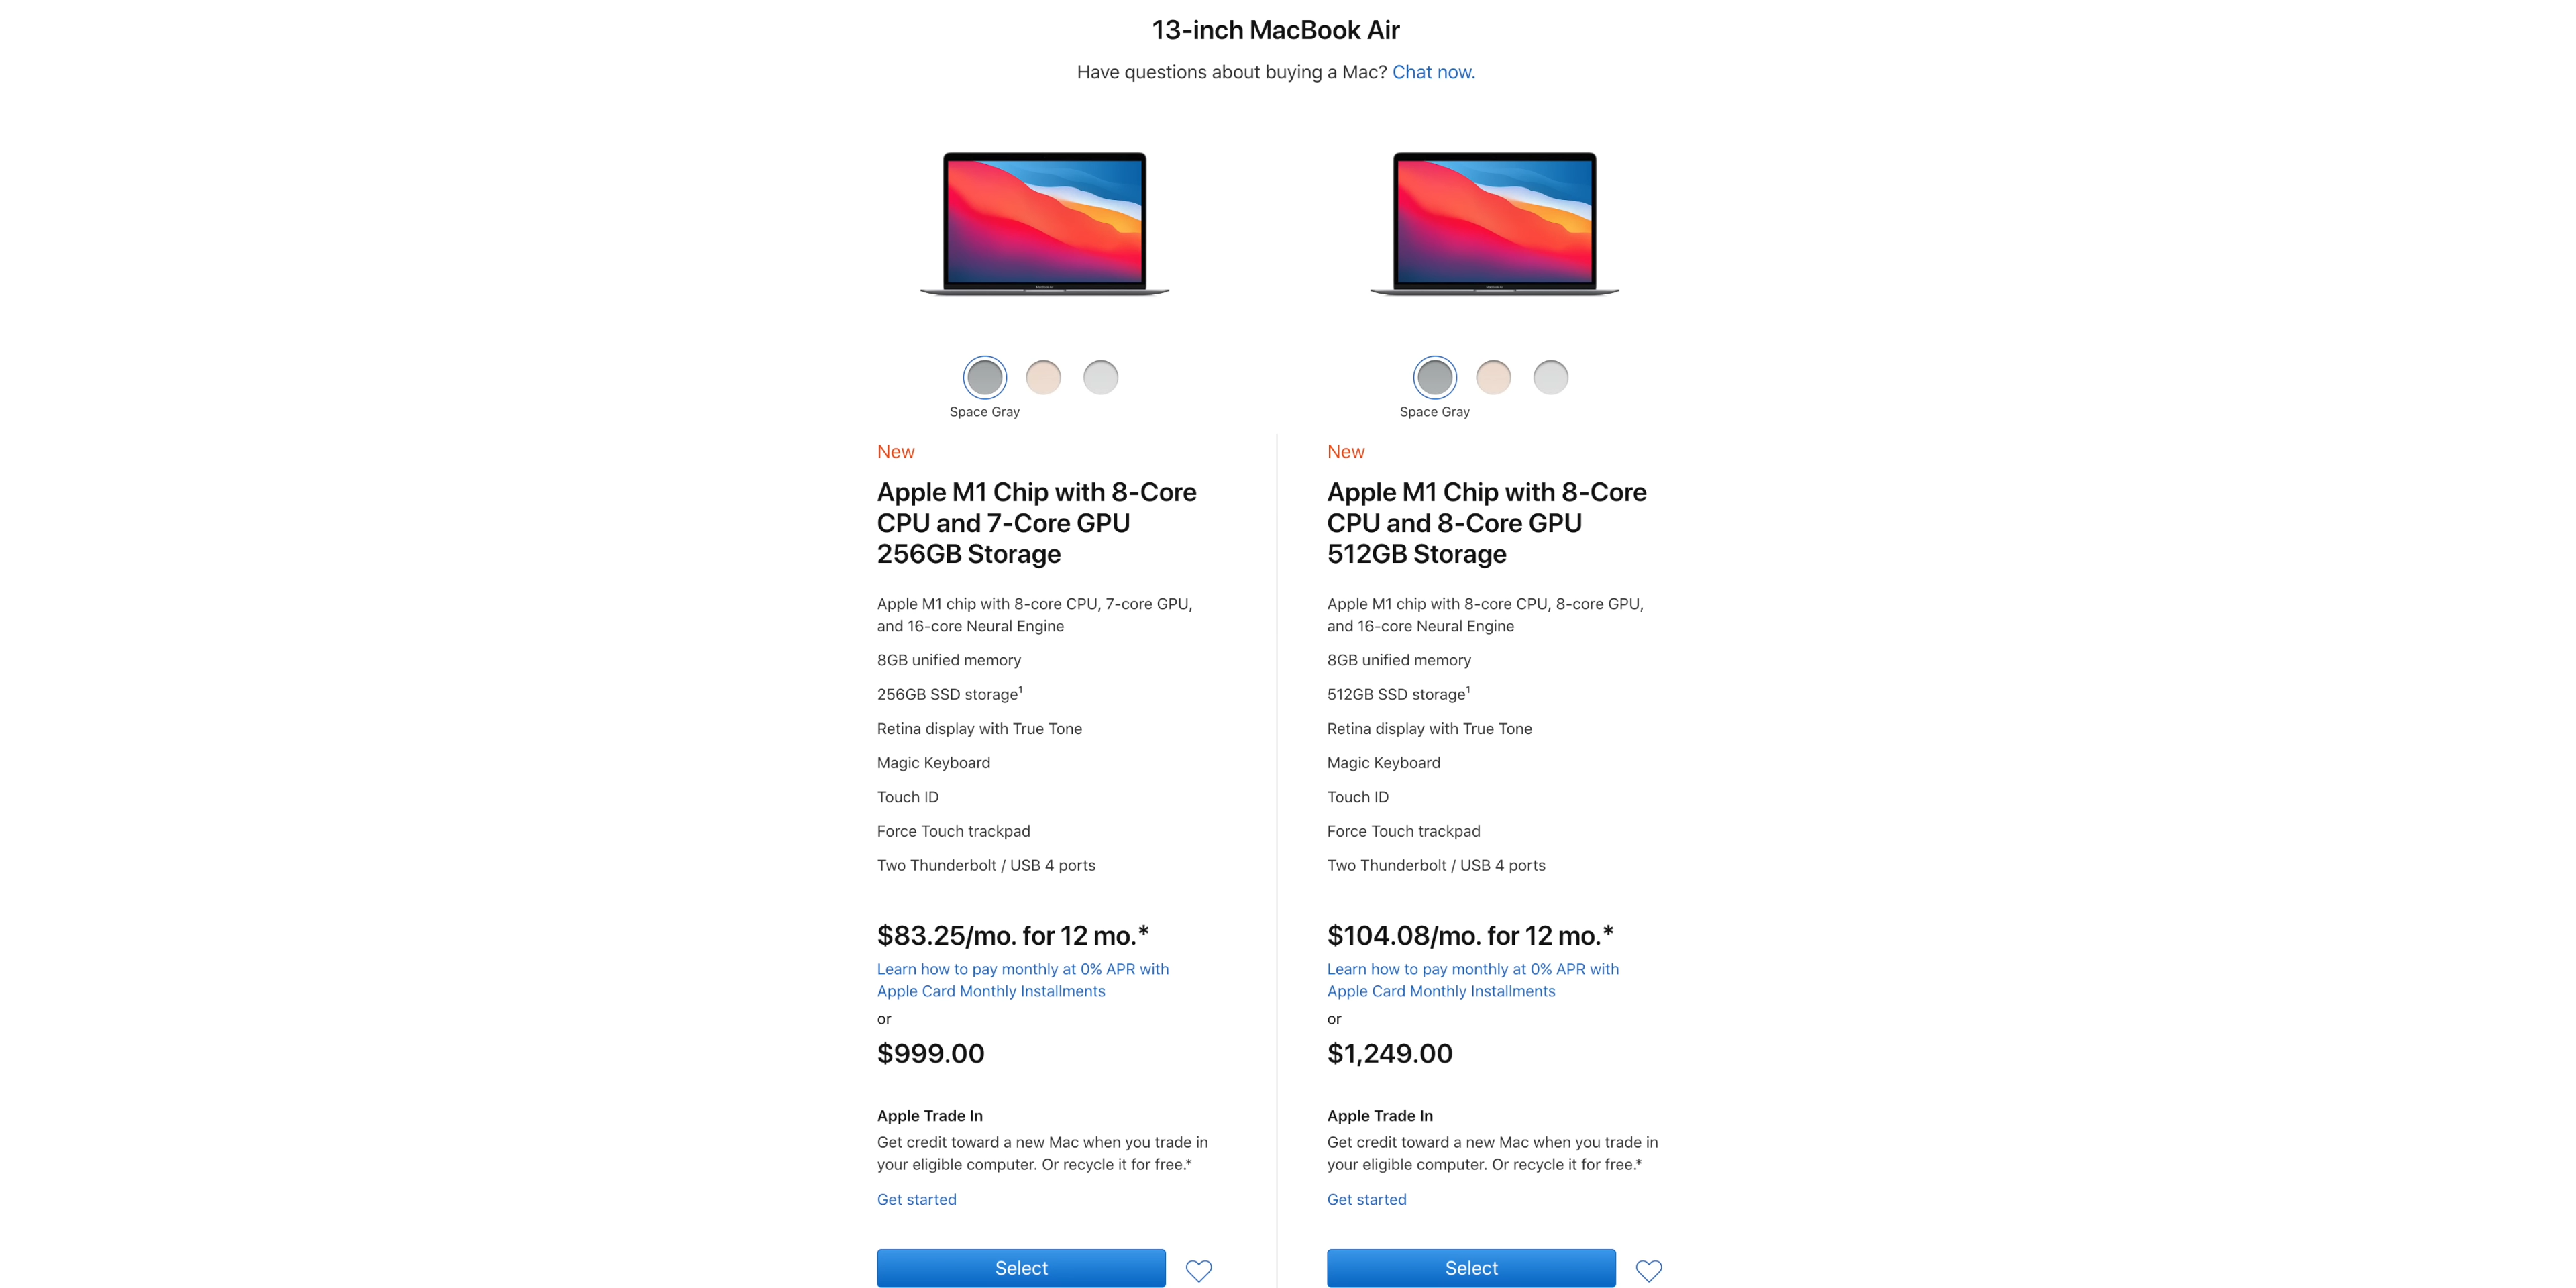 13-inch MacBook Air
Have questions about buying a Mac? Chat now.
Space Gray
New
Apple M1 Chip with 8-Core
CPU and 7-Core GPU
256GB Storage
Apple M1 chip with 8-core CPU, 7-core GPU,
and 16-core Neural Engine
8GB unified memory
256GB SSD storage¹
Retina display with True Tone
Magic Keyboard
Touch ID
Force Touch trackpad
Two Thunderbolt / USB 4 ports
$83.25/mo. for 12 mo.*
Learn how to pay monthly at 0% APR with
Apple Card Monthly Installments
or
$999.00
Apple Trade In
Get credit toward a new Mac when you trade in
your eligible computer. Or recycle it for free.*
Get started
Select
Space Gray
New
Apple M1 Chip with 8-Core
CPU and 8-Core GPU
512GB Storage
Apple M1 chip with 8-core CPU, 8-core GPU,
and 16-core Neural Engine
8GB unified memory
512GB SSD storage¹
Retina display with True Tone
Magic Keyboard
Touch ID
Force Touch trackpad
Two Thunderbolt / USB 4 ports
$104.08/mo. for 12 mo.*
Learn how to pay monthly at 0% APR with
Apple Card Monthly Installments
or
$1,249.00
Apple Trade In
Get credit toward a new Mac when you trade in
your eligible computer. Or recycle it for free.*
Get started
Select